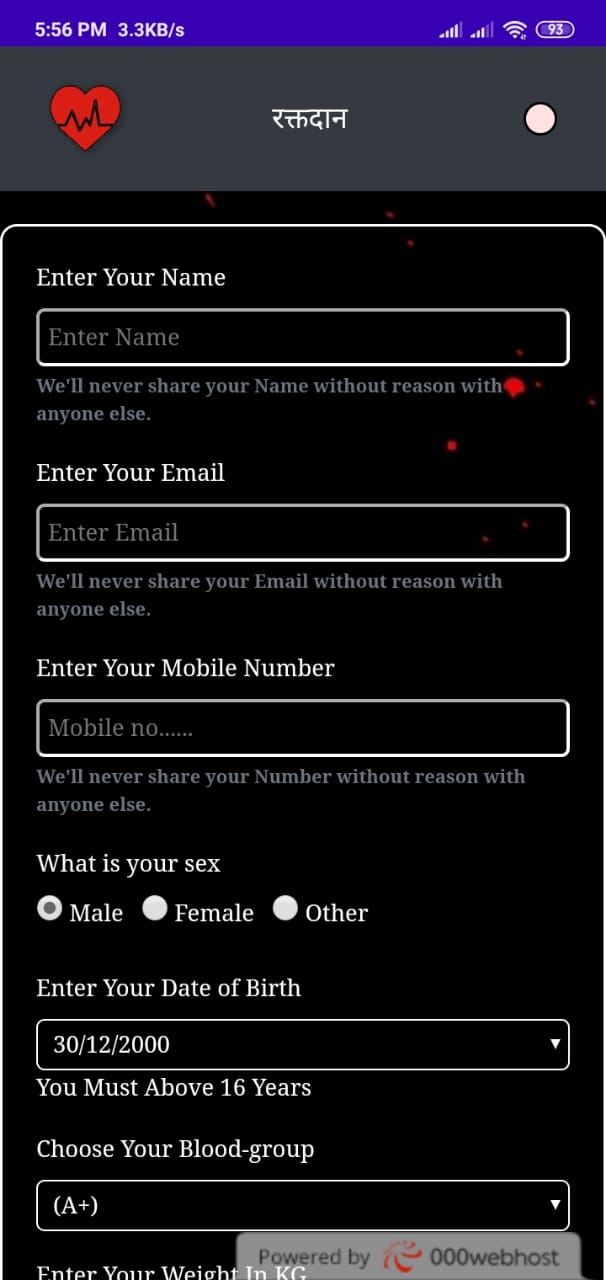 5:56 PM 3.3KB/s
93
रक्तदान
Enter Your Name
Enter Name
We'll never share your Name without reason with
anyone else.
Enter Your Email
Enter Email
We'll never share your Email without reason with
anyone else.
Enter Your Mobile Number
Mobile no......
We'll never share your Number without reason with
anyone else.
What is your sex
Male Female Other
Enter Your Date of Birth
30/12/2000
You Must Above 16 Years
Choose Your Blood-group
(A+)
Powered by 000webhost
Enter Your Weight In KG